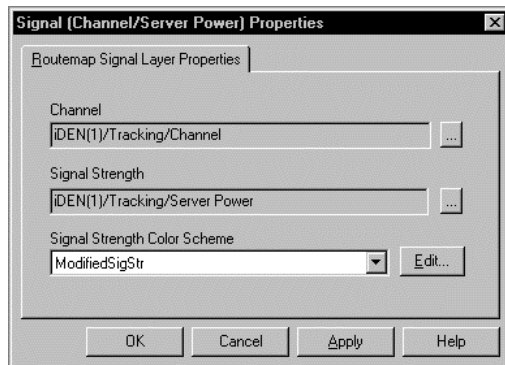 Signal (Channel/Server Power) Properties
Routemap Signal Layer Properties
Channel
iDEN(1)/Tracking/Channel
...
Signal Strength
iDEN(1)/Tracking/Server Power
...
Signal Strength Color Scheme
ModifiedSigStr
Edit...
OK Cancel Apply Help